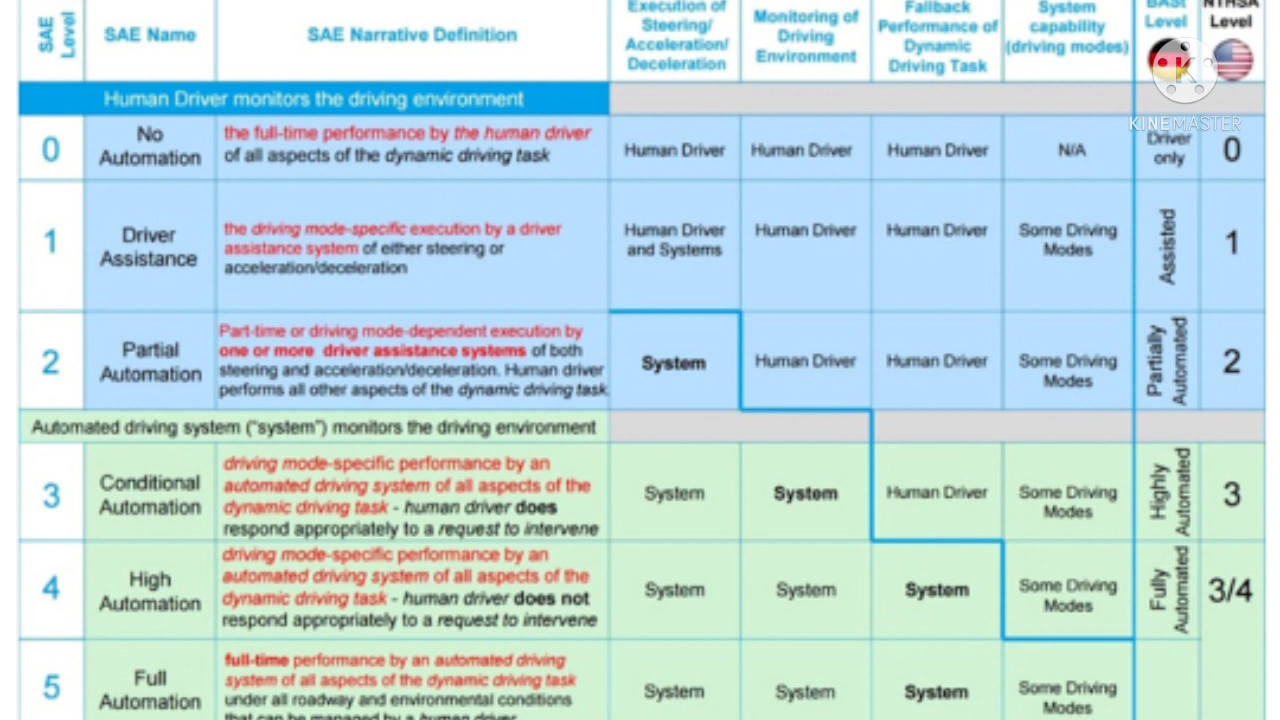 SAE Level
SAE Name
SAE Narrative Definition
Execution of
Steering/
Acceleration/
Deceleration
Monitoring of
Driving
Environment
Fallback
Performance of
Dynamic
Driving Task
System
capability
(driving modes)
BASt
Level
NTHSA
Level
K
KINEMASTER
Human Driver monitors the driving environment
0
No
Automation
the full-time performance by the human driver
of all aspects of the dynamic driving task
Human Driver
Human Driver
Human Driver
N/A
Driver
only
0
1
Driver
Assistance
the driving mode-specific execution by a driver
assistance system of either steering or
acceleration/deceleration
Human Driver
and Systems
Human Driver
Human Driver
Some Driving
Modes
Assisted
1
2
Partial
Automation
Part-time or driving mode-dependent execution by
one or more driver assistance systems of both
steering and acceleration/deceleration. Human driver
performs all other aspects of the dynamic driving task
System
Human Driver
Human Driver
Some Driving
Modes
Partially
Automated
2
Automated driving system ("system") monitors the driving environment
3
Conditional
Automation
driving mode-specific performance by an
automated driving system of all aspects of the
dynamic driving task - human driver does
respond appropriately to a request to intervene
System
System
Human Driver
Some Driving
Modes
Highly
Automated
3
4
High
Automation
driving mode-specific performance by an
automated driving system of all aspects of the
dynamic driving task - human driver does not
respond appropriately to a request to intervene
System
System
System
Some Driving
Modes
Fully
Automated
3/4
5
Full
Automation
full-time performance by an automated driving
system of all aspects of the dynamic driving task
under all roadway and environmental conditions
that can be managed by a human driver
System
System
System
Some Driving
Modes